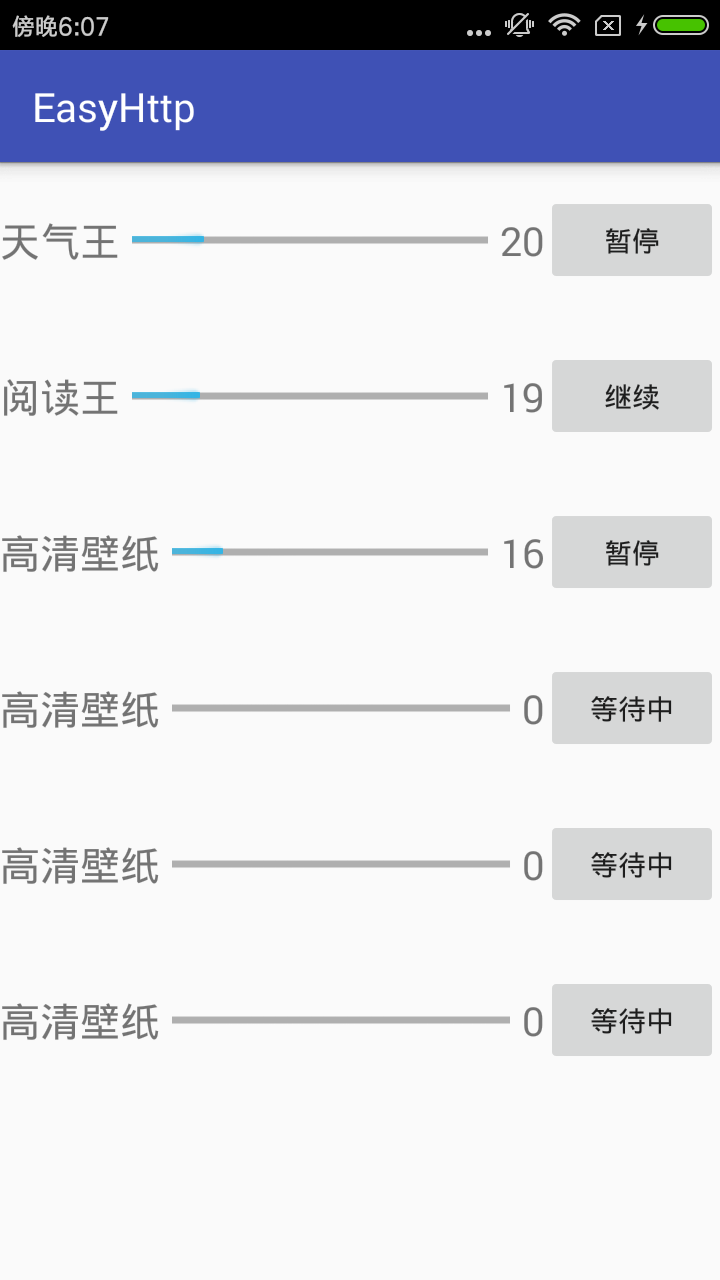 傍晚6:07
EasyHttp
天气王 20 暂停
阅读王 19 继续
高清壁纸 16 暂停
高清壁纸 0 等待中
高清壁纸 0 等待中
高清壁纸 0 等待中